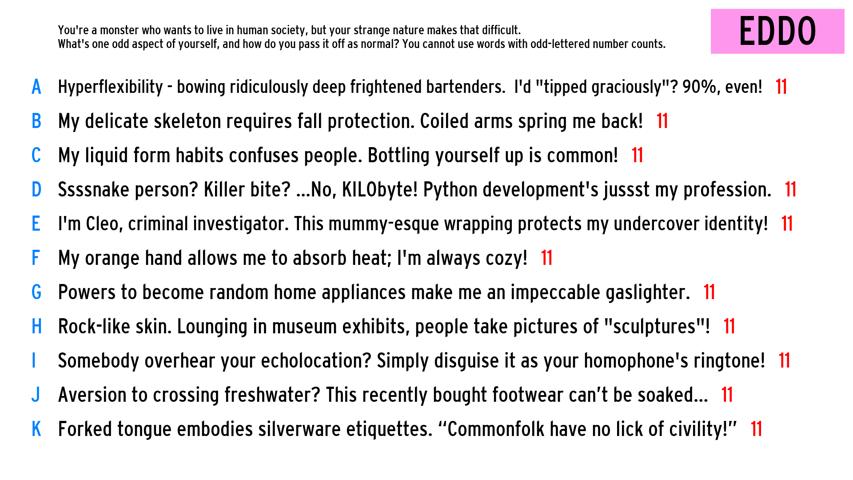 You're a monster who wants to live in human society, but your strange nature makes that difficult.
What's one odd aspect of yourself, and how do you pass it off as normal? You cannot use words with odd-lettered number counts.
EDDO
A Hyperflexibility - bowing ridiculously deep frightened bartenders. I'd "tipped graciously"? 90%, even! 11
B My delicate skeleton requires fall protection. Coiled arms spring me back! 11
C My liquid form habits confuses people. Bottling yourself up is common! 11
D Ssssnake person? Killer bite? ...No, KILObyte! Python development's jussst my profession. 11
E I'm Cleo, criminal investigator. This mummy-esque wrapping protects my undercover identity! 11
F My orange hand allows me to absorb heat; I'm always cozy! 11
G Powers to become random home appliances make me an impeccable gaslighter. 11
H Rock-like skin. Lounging in museum exhibits, people take pictures of "sculptures"! 11
I Somebody overhear your echolocation? Simply disguise it as your homophone's ringtone! 11
J Aversion to crossing freshwater? This recently bought footwear can’t be soaked... 11
K Forked tongue embodies silverware etiquettes. “Commonfolk have no lick of civility!” 11